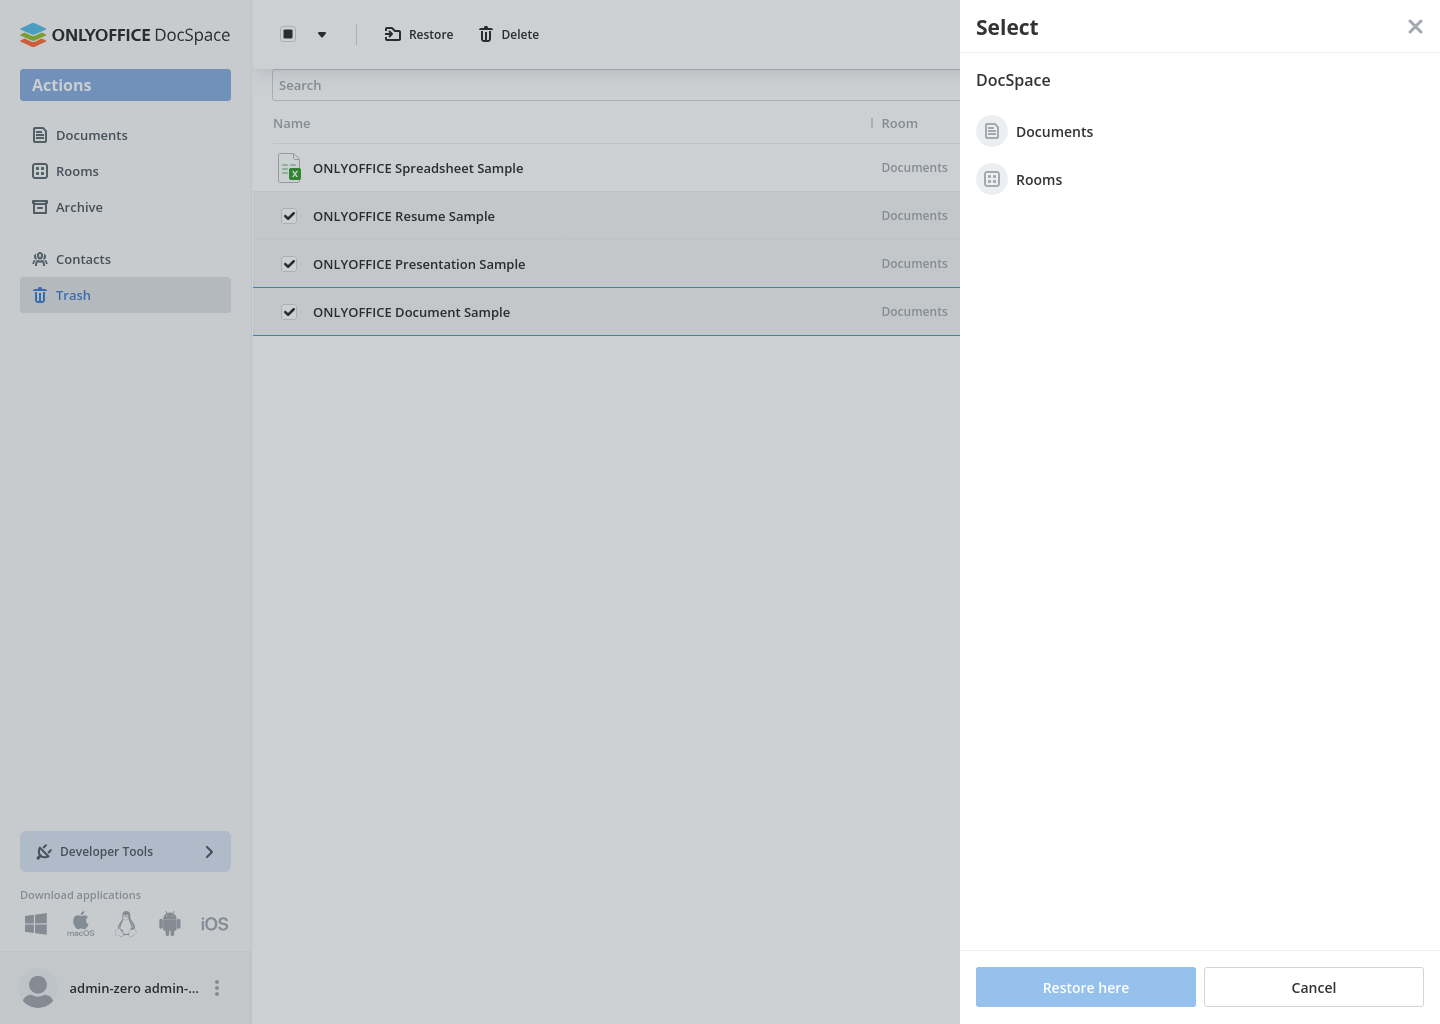 ONLYOFFICE DocSpace
Actions
Documents
Rooms
Archive
Contacts
Trash
Developer Tools
Download applications
macOS
iOS
admin-zero admin-...
Restore
Delete
Search
Name
Room
ONLYOFFICE Spreadsheet Sample
Documents
ONLYOFFICE Resume Sample
Documents
ONLYOFFICE Presentation Sample
Documents
ONLYOFFICE Document Sample
Documents
Select
DocSpace
Documents
Rooms
Restore here
Cancel